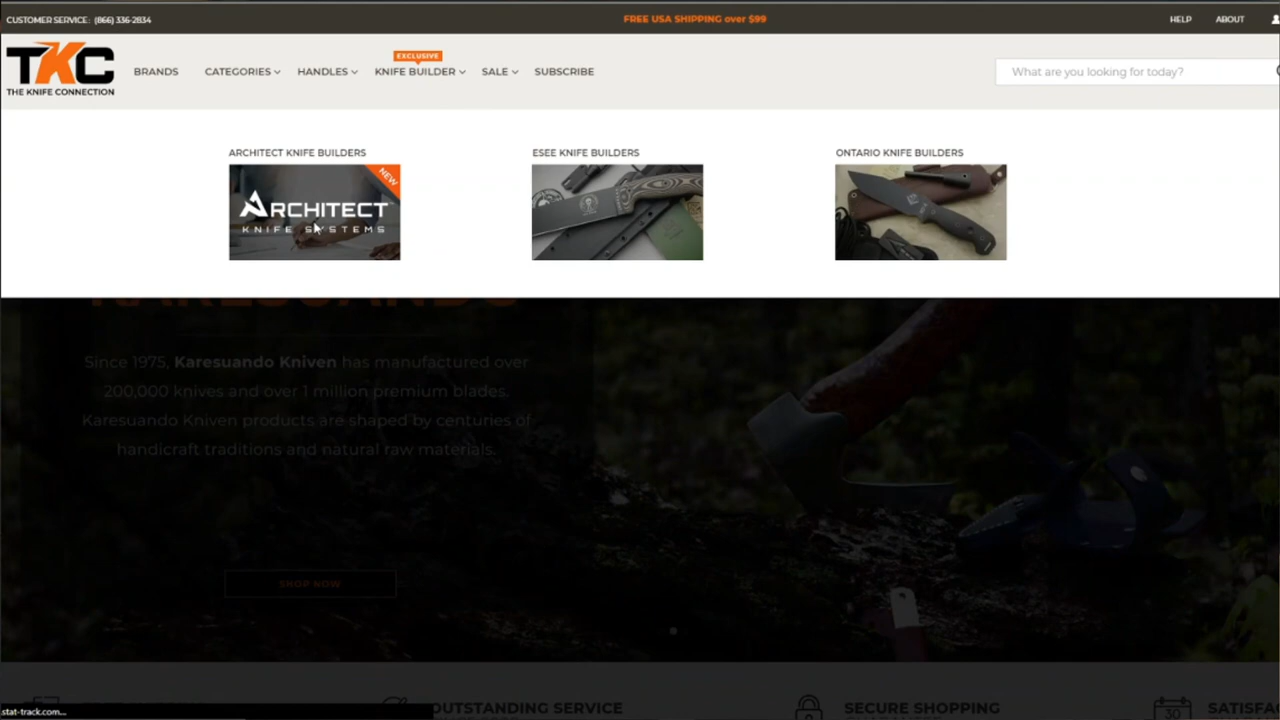 CUSTOMER SERVICE: (866) 336-2834
FREE USA SHIPPING over $99
HELP
ABOUT
TKC
THE KNIFE CONNECTION
BRANDS
CATEGORIES
HANDLES
EXCLUSIVE
KNIFE BUILDER
SALE
SUBSCRIBE
What are you looking for today?
ARCHITECT KNIFE BUILDERS
ESEE KNIFE BUILDERS
ONTARIO KNIFE BUILDERS
NEW
ARCHITECT
KNIFE SYSTEMS
Since 1975, Karesuando Kniven has manufactured over
200,000 knives and over 1 million premium blades.
Karesuando Kniven products are shaped by centuries of
handicraft traditions and natural raw materials.
SHOP NOW
OUTSTANDING SERVICE
SECURE SHOPPING
30
stat-track.com...